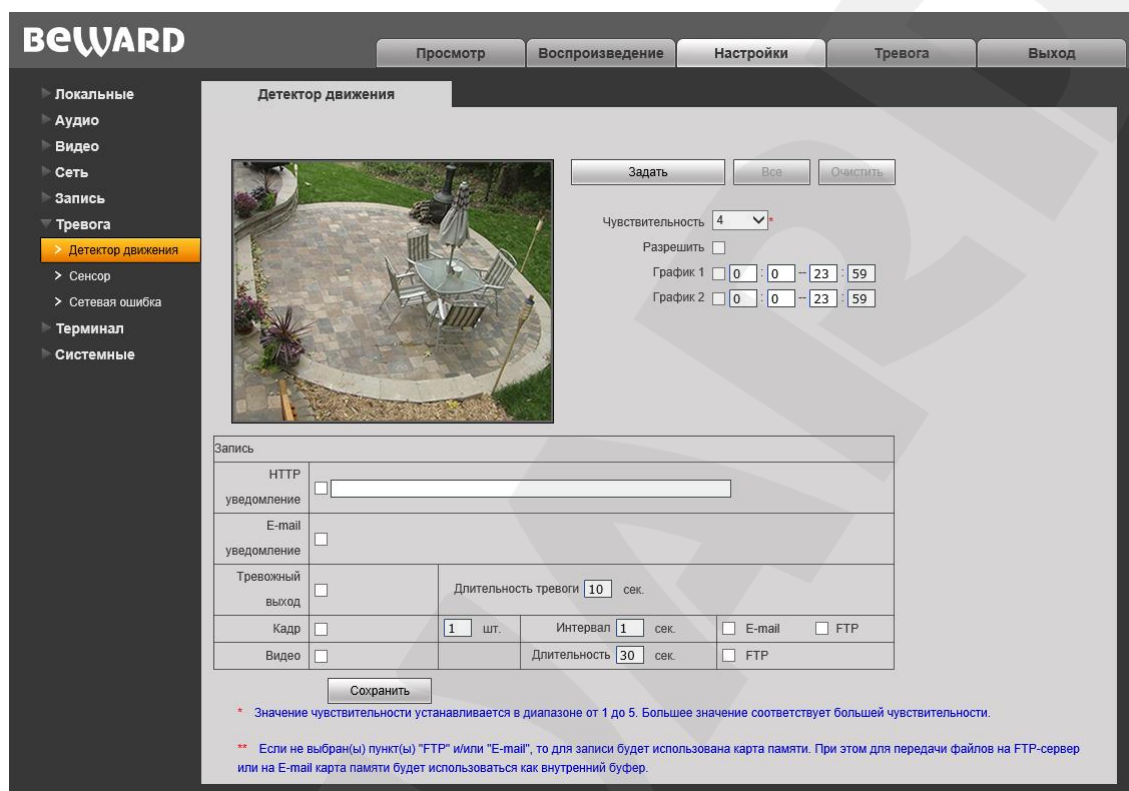 BEWARD
Просмотр Воспроизведение Настройки Тревога Выход
Локальные
Аудио
Видео
Сеть
Запись
Тревога
> Детектор движения
> Сенсор
> Сетевая ошибка
Терминал
Системные
Детектор движения
Задать Все Очистить
Чувствительность 4 *
Разрешить
График 1 0 : 0 -- 23 : 59
График 2 0 : 0 -- 23 : 59
Запись
HTTP
уведомление
E-mail
уведомление
Тревожный
выход
Длительность тревоги 10 сек.
Кадр 1 шт. Интервал 1 сек. E-mail FTP
Видео Длительность 30 сек. FTP
Сохранить
* Значение чувствительности устанавливается в диапазоне от 1 до 5. Большее значение соответствует большей чувствительности.
** Если не выбран(ы) пункт(ы) "FTP" и/или "E-mail", то для записи будет использована карта памяти. При этом для передачи файлов на FTP-сервер
или на E-mail карта памяти будет использоваться как внутренний буфер.